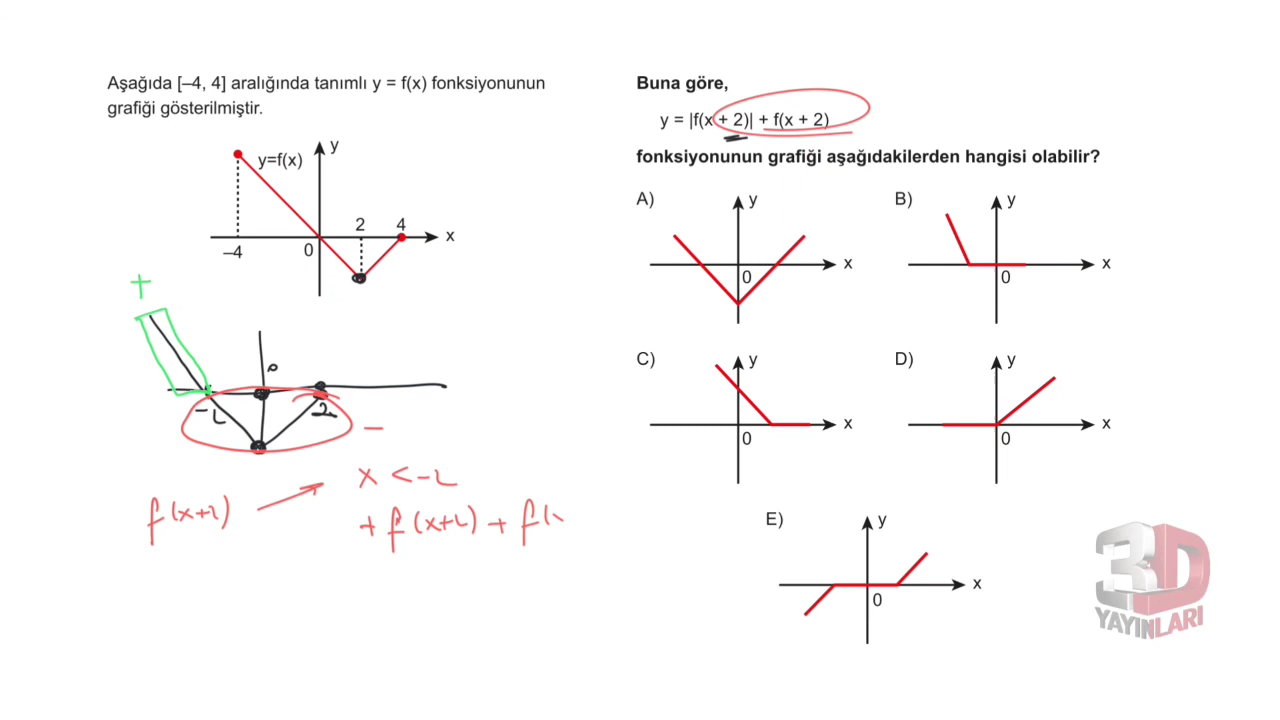 Aşağıda [–4, 4] aralığında tanımlı y = f(x) fonksiyonunun
grafiği gösterilmiştir.
y
y=f(x)
2
4
x
–4
0
+
0
-2
2
−
f(x+2)
x < -2
+ f(x+2) + f(x
Buna göre,
y = |f(x + 2)| + f(x + 2)
fonksiyonunun grafiği aşağıdakilerden hangisi olabilir?
A)
y
x
0
B)
y
x
0
C)
y
x
0
D)
y
x
0
E)
y
x
0
3D
YAYINLARI